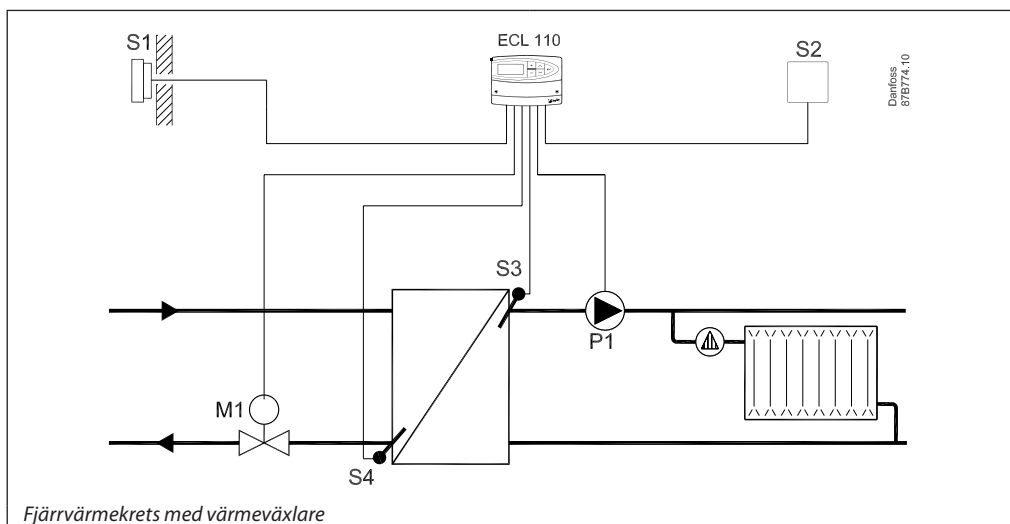 S1
ECL 110
S2
Danfoss
87B774.10
S3
P1
M1
S4
Fjärrvärmekrets med värmeväxlare